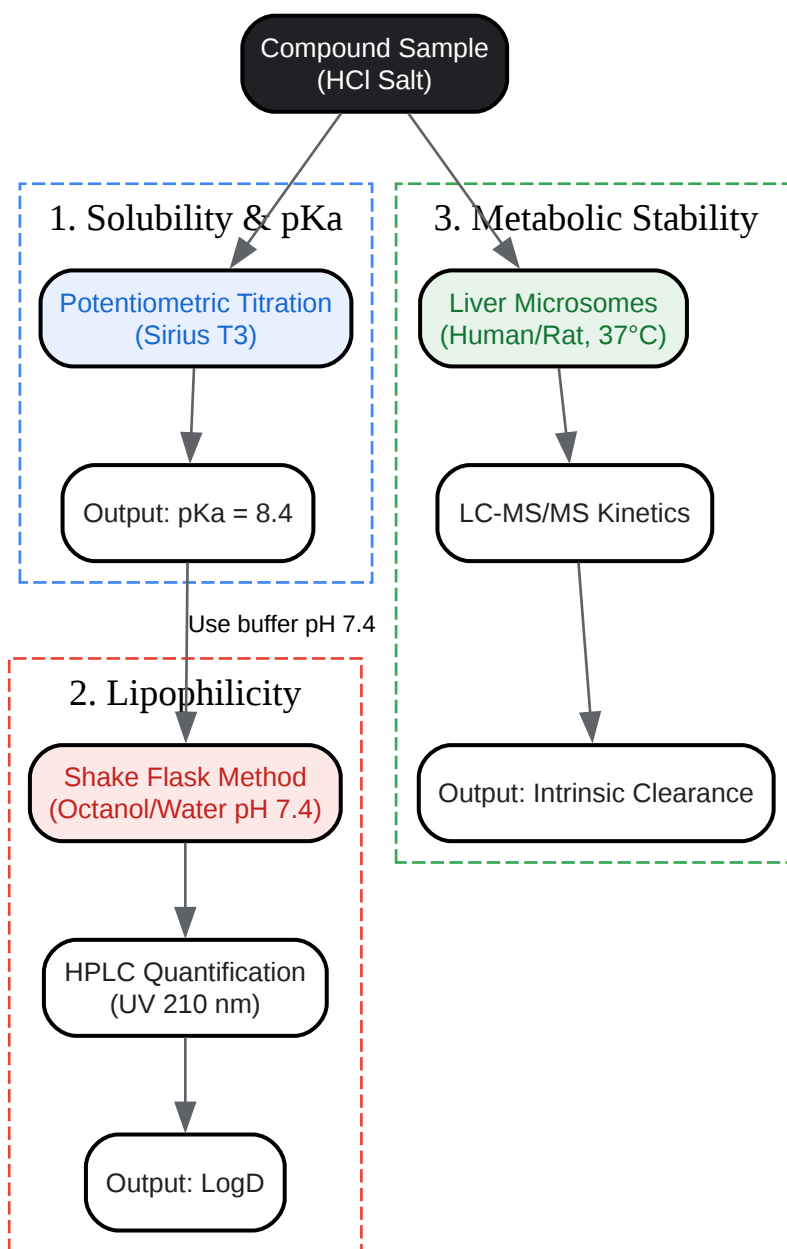 Compound Sample
(HCl Salt)
1. Solubility & pKa
Potentiometric Titration
(Sirius T3)
Output: pKa = 8.4
Use buffer pH 7.4
2. Lipophilicity
Shake Flask Method
(Octanol/Water pH 7.4)
HPLC Quantification
(UV 210 nm)
Output: LogD
3. Metabolic Stability
Liver Microsomes
(Human/Rat, 37°C)
LC-MS/MS Kinetics
Output: Intrinsic Clearance